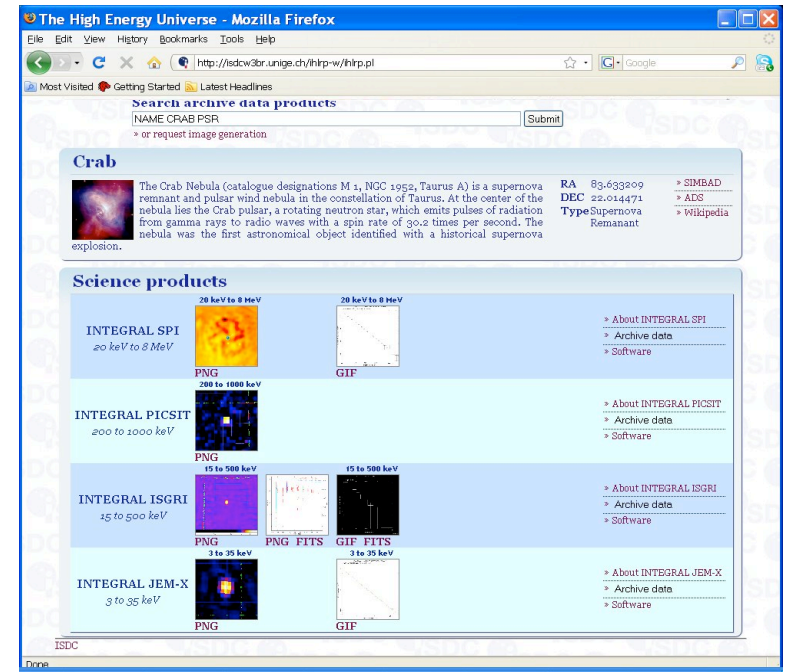 The High Energy Universe - Mozilla Firefox
File Edit View History Bookmarks Tools Help
http://isdcw3br.unige.ch/ihlrp-w/ihlrp.pl
Google
Most Visited Getting Started Latest Headlines
Search archive data products
NAME CRAB PSR
Submit
» or request image generation
Crab
The Crab Nebula (catalogue designations M 1, NGC 1952, Taurus A) is a supernova
remnant and pulsar wind nebula in the constellation of Taurus. At the center of the
nebula lies the Crab pulsar, a rotating neutron star, which emits pulses of radiation
from gamma rays to radio waves with a spin rate of 30.2 times per second. The
nebula was the first astronomical object identified with a historical supernova
explosion.
RA 83.633209
DEC 22.014471
Type Supernova
Remanant
» SIMBAD
» ADS
» Wikipedia
Science products
20 keV to 8 MeV 20 keV to 8 MeV
INTEGRAL SPI
20 keV to 8 MeV
PNG GIF
» About INTEGRAL SPI
» Archive data
» Software
200 to 1000 keV
INTEGRAL PICSIT
200 to 1000 keV
PNG
» About INTEGRAL PICSIT
» Archive data
» Software
15 to 500 keV 15 to 500 keV
INTEGRAL ISGRI
15 to 500 keV
PNG PNG FITS GIF FITS
» About INTEGRAL ISGRI
» Archive data
» Software
3 to 35 keV 3 to 35 keV
INTEGRAL JEM-X
3 to 35 keV
PNG GIF
» About INTEGRAL JEM-X
» Archive data
» Software
ISDC
Done